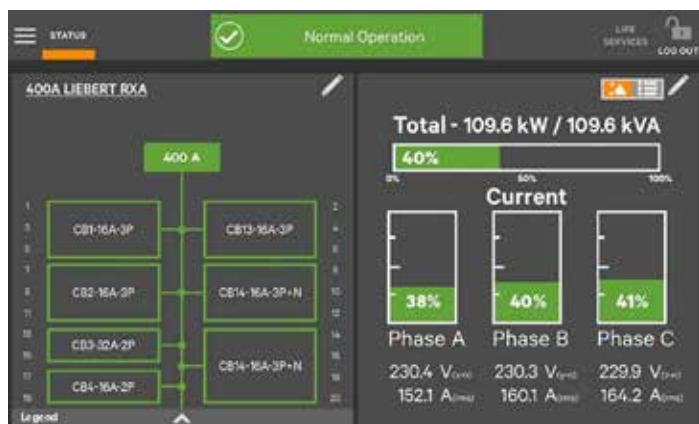 STATUS
Normal Operation
LIFE
SERVICES
LOG OUT
400A LIEBERT RXA
400 A
CB1-16A-3P
CB13-16A-3P
CB2-16A-3P
CB14-16A-3P+N
CB3-32A-2P
CB14-16A-3P+N
CB4-16A-2P
Legend
Total - 109.6 kW / 109.6 kVA
40%
0% 50% 100%
Current
38% 40% 41%
Phase A Phase B Phase C
230.4 V 230.3 V 229.9 V
152.1 A(rms) 160.1 A(rms) 164.2 A(rms)